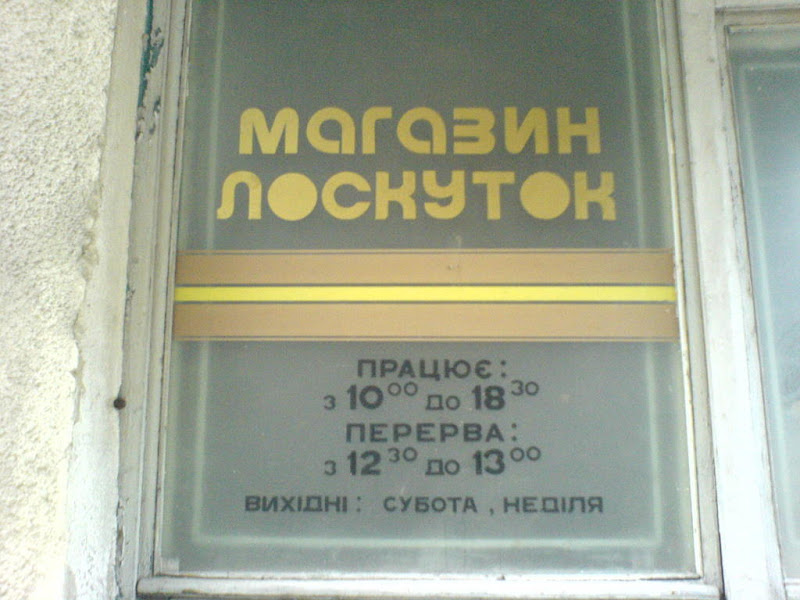 МАГАЗИН
ЛОСКУТОК
ПРАЦЮЄ:
З 10⁰⁰ ДО 18³⁰
ПЕРЕРВА:
З 12³⁰ ДО 13⁰⁰
ВИХІДНІ: СУБОТА, НЕДІЛЯ